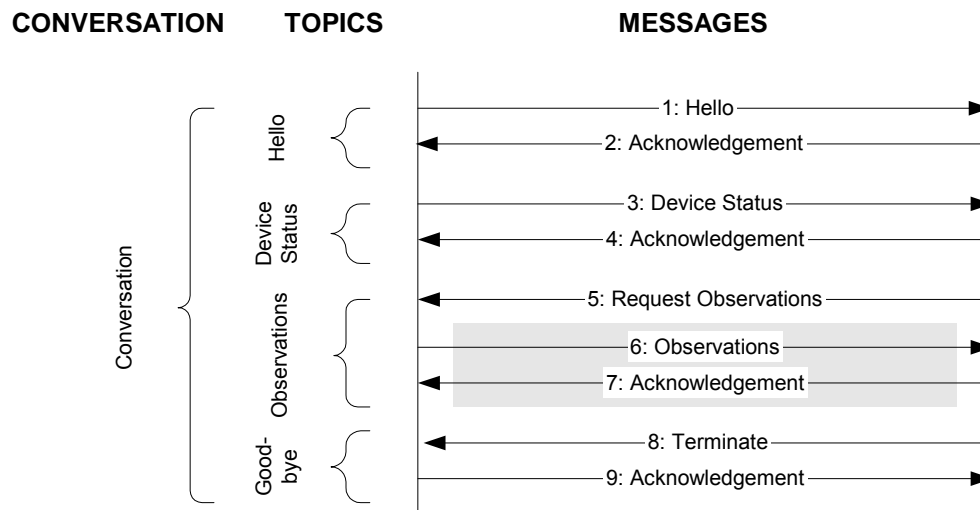 CONVERSATION TOPICS MESSAGES
Conversation
Hello
1: Hello
2: Acknowledgement
Device
Status
3: Device Status
4: Acknowledgement
Observations
5: Request Observations
6: Observations
7: Acknowledgement
Good-
bye
8: Terminate
9: Acknowledgement